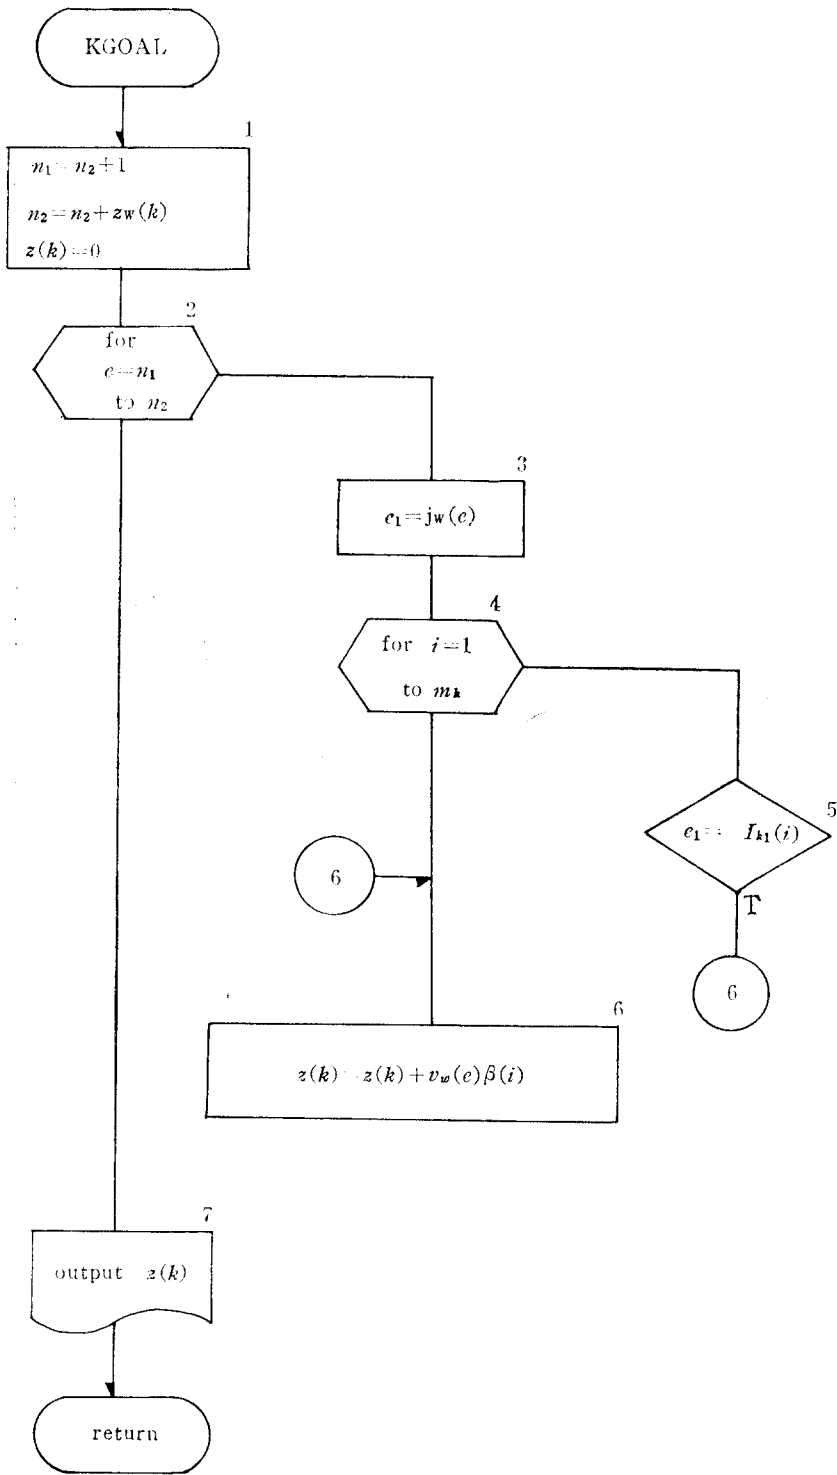 KGOAL
1
n₁=n₂+1
n₂=n₂+zw(k)
z(k)=0
2
for
e=n₁
to n₂
3
e₁=jw(e)
4
for i=1
to mₖ
5
e₁= Iₖ₁(i)
T
6
6
6
z(k)=z(k)+v_w(e)β(i)
7
output z(k)
return